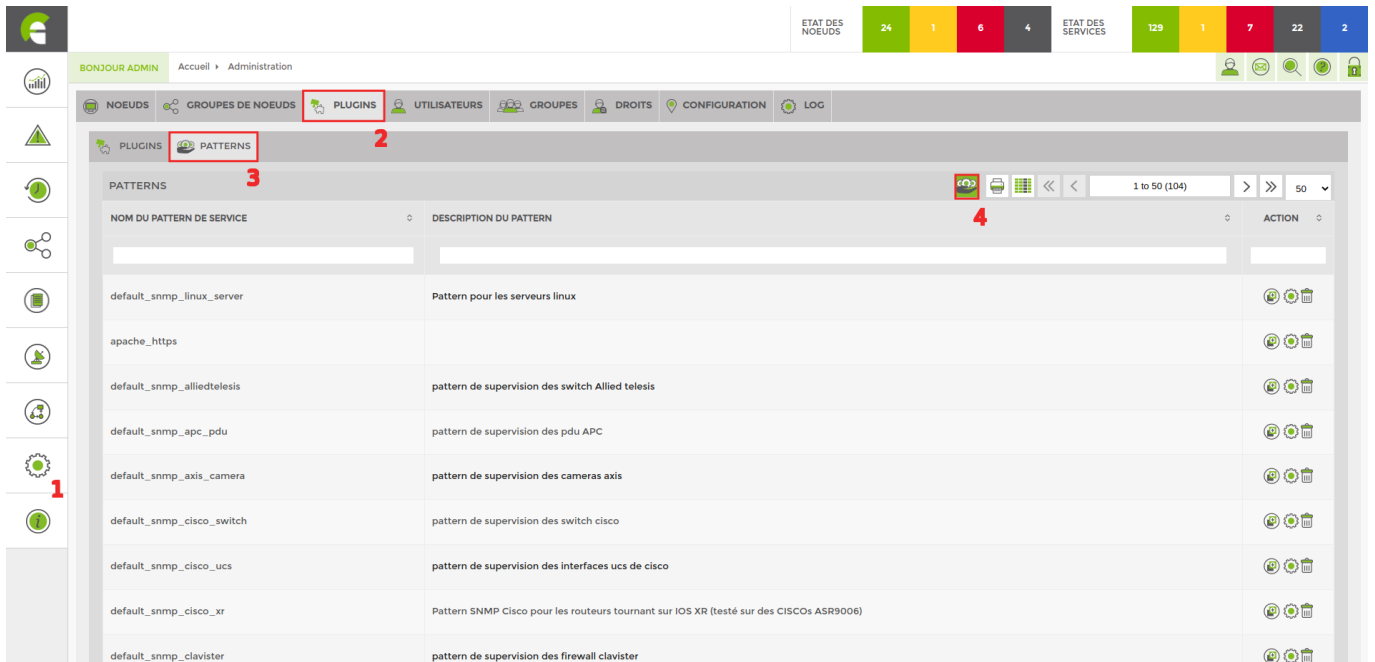 ETAT DES
NOEUDS
24 1 6 4
ETAT DES
SERVICES
129 1 7 22 2
BONJOUR ADMIN Accueil Administration
NOEUDS GROUPES DE NOEUDS PLUGINS UTILISATEURS GROUPES DROITS CONFIGURATION LOG
2
PLUGINS PATTERNS
3
PATTERNS 1 to 50 (104) 50
4
NOM DU PATTERN DE SERVICE DESCRIPTION DU PATTERN ACTION
default_snmp_linux_server Pattern pour les serveurs linux
apache_https
default_snmp_alliedtelesis pattern de supervision des switch Allied telesis
default_snmp_apc_pdu pattern de supervision des pdu APC
default_snmp_axis_camera pattern de supervision des cameras axis
1
default_snmp_cisco_switch pattern de supervision des switch cisco
default_snmp_cisco_ucs pattern de supervision des interfaces ucs de cisco
default_snmp_cisco_xr Pattern SNMP Cisco pour les routeurs tournant sur IOS XR (testé sur des CISCOs ASR9006)
default_snmp_clavister pattern de supervision des firewall clavister